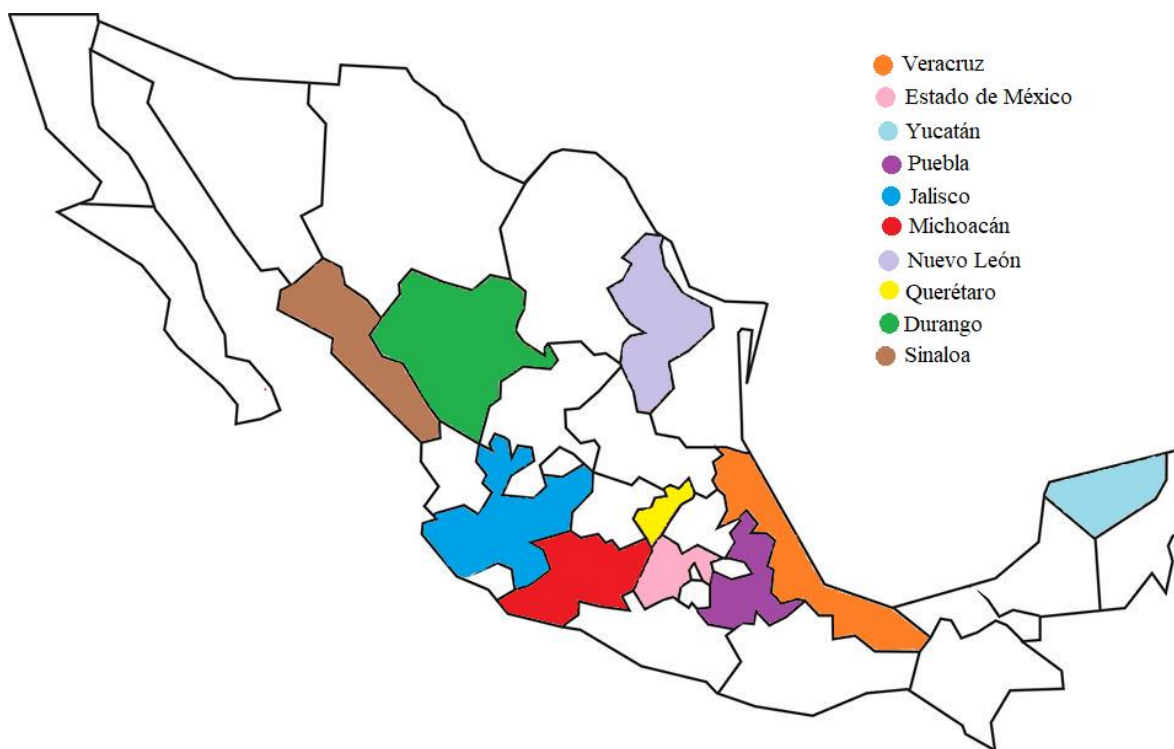 Veracruz
Estado de México
Yucatán
Puebla
Jalisco
Michoacán
Nuevo León
Querétaro
Durango
Sinaloa